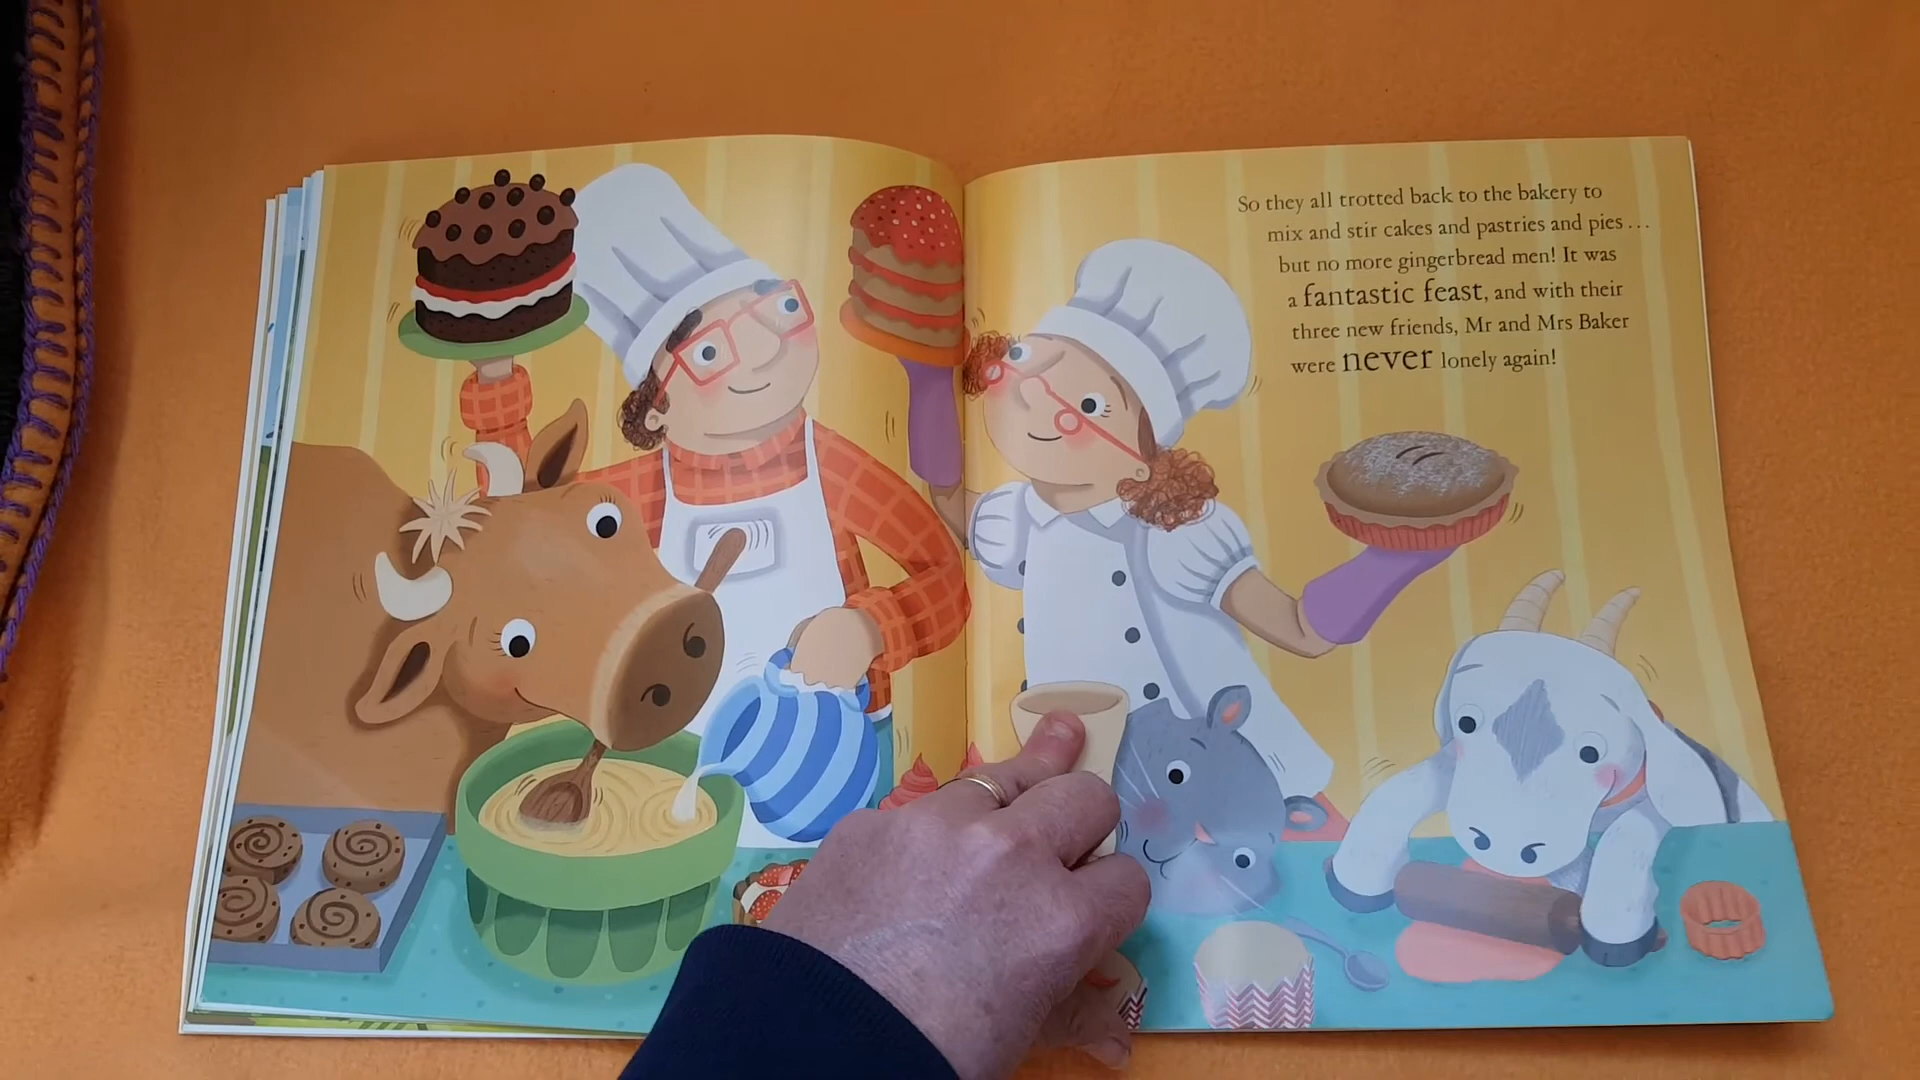 So they all trotted back to the bakery to
mix and stir cakes and pastries and pies...
but no more gingerbread men! It was
a fantastic feast, and with their
three new friends, Mr and Mrs Baker
were never lonely again!